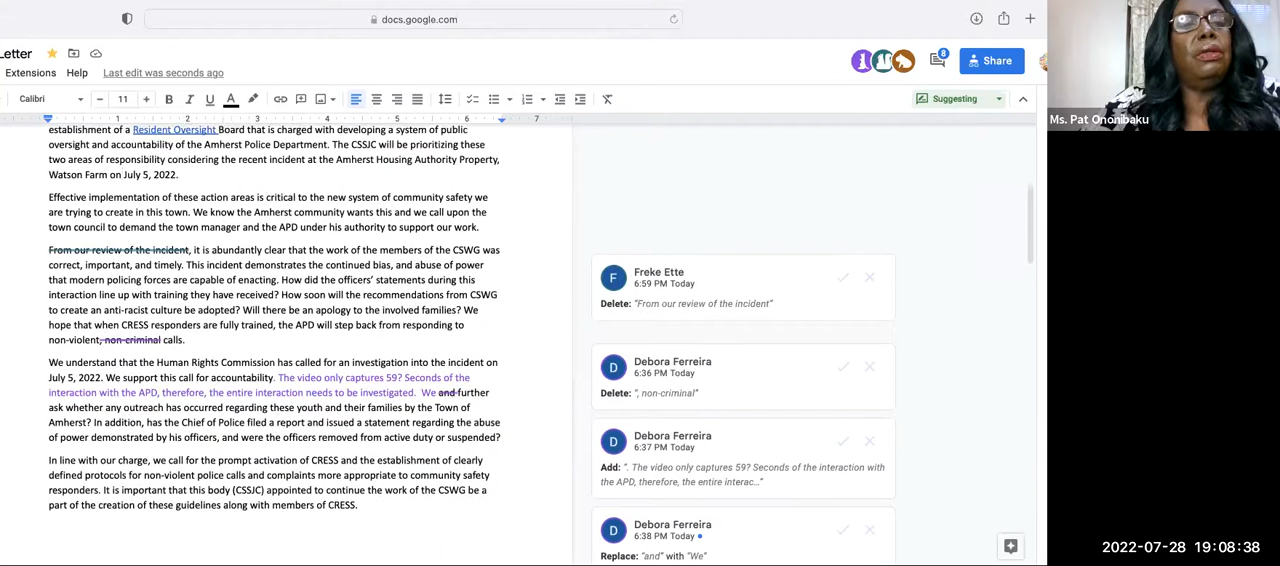 docs.google.com
Letter
8
Share
Extensions Help Last edit was seconds ago
Calibri 11 B I U A Suggesting
1 2 3 4 5 6 7
Ms. Pat Ononibaku
establishment of a Resident Oversight Board that is charged with developing a system of public
oversight and accountability of the Amherst Police Department. The CSSJC will be prioritizing these
two areas of responsibility considering the recent incident at the Amherst Housing Authority Property,
Watson Farm on July 5, 2022.
Effective implementation of these action areas is critical to the new system of community safety we
are trying to create in this town. We know the Amherst community wants this and we call upon the
town council to demand the town manager and the APD under his authority to support our work.
From our review of the incident, it is abundantly clear that the work of the members of the CSWG was
correct, important, and timely. This incident demonstrates the continued bias, and abuse of power
that modern policing forces are capable of enacting. How did the officers' statements during this
interaction line up with training they have received? How soon will the recommendations from CSWG
to create an anti-racist culture be adopted? Will there be an apology to the involved families? We
hope that when CRESS responders are fully trained, the APD will step back from responding to
non-violent, non-criminal calls.
We understand that the Human Rights Commission has called for an investigation into the incident on
July 5, 2022. We support this call for accountability. The video only captures 59? Seconds of the
interaction with the APD, therefore, the entire interaction needs to be investigated. We and further
ask whether any outreach has occurred regarding these youth and their families by the Town of
Amherst? In addition, has the Chief of Police filed a report and issued a statement regarding the abuse
of power demonstrated by his officers, and were the officers removed from active duty or suspended?
In line with our charge, we call for the prompt activation of CRESS and the establishment of clearly
defined protocols for non-violent police calls and complaints more appropriate to community safety
responders. It is important that this body (CSSJC) appointed to continue the work of the CSWG be a
part of the creation of these guidelines along with members of CRESS.
F
Freke Ette
6:59 PM Today
Delete: "From our review of the incident"
D
Debora Ferreira
6:36 PM Today
Delete: ", non-criminal"
D
Debora Ferreira
6:37 PM Today
Add: ". The video only captures 59? Seconds of the interaction with
the APD, therefore, the entire interac..."
D
Debora Ferreira
6:38 PM Today
Replace: "and" with "We"
2022-07-28 19:08:38